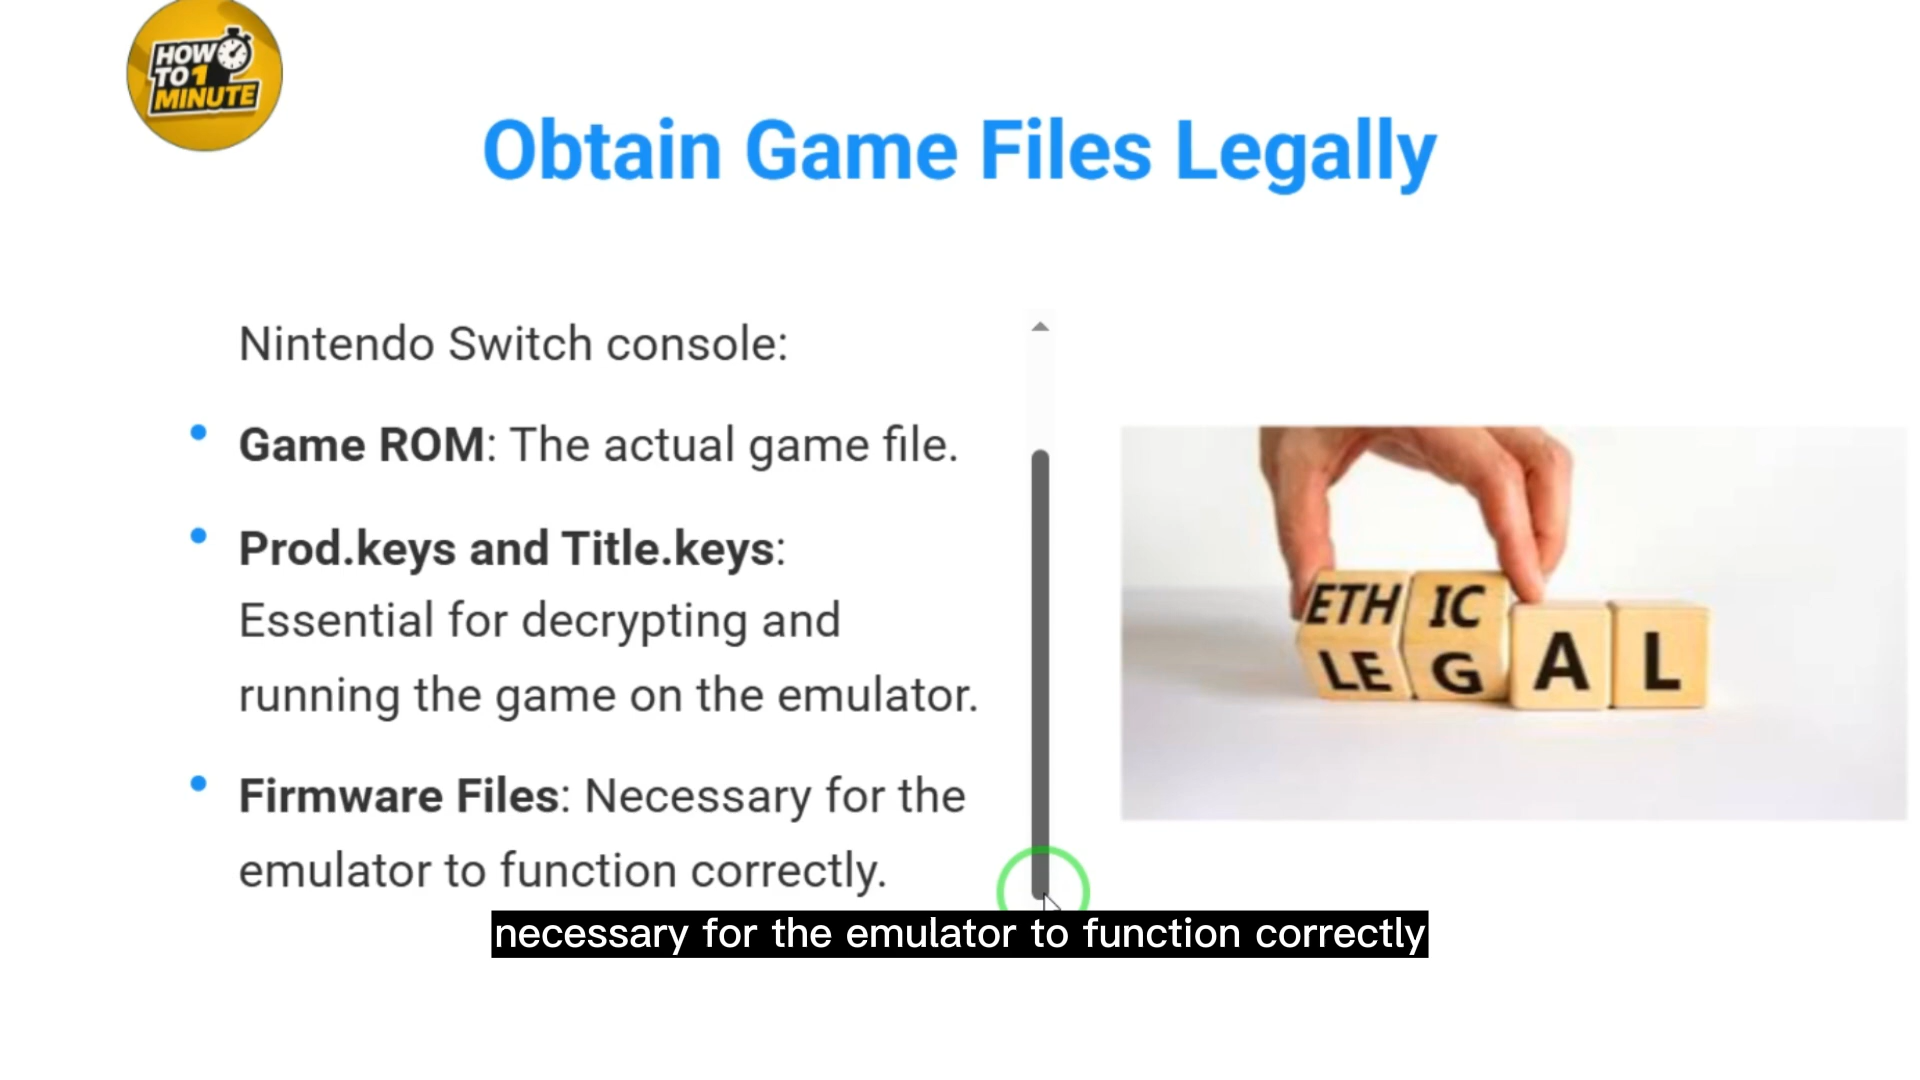 HOW
TO 1
MINUTE
Obtain Game Files Legally
Nintendo Switch console:
• Game ROM: The actual game file.
• Prod.keys and Title.keys:
Essential for decrypting and
running the game on the emulator.
• Firmware Files: Necessary for the
emulator to function correctly.
ETH IC
LE G A L
necessary for the emulator to function correctly